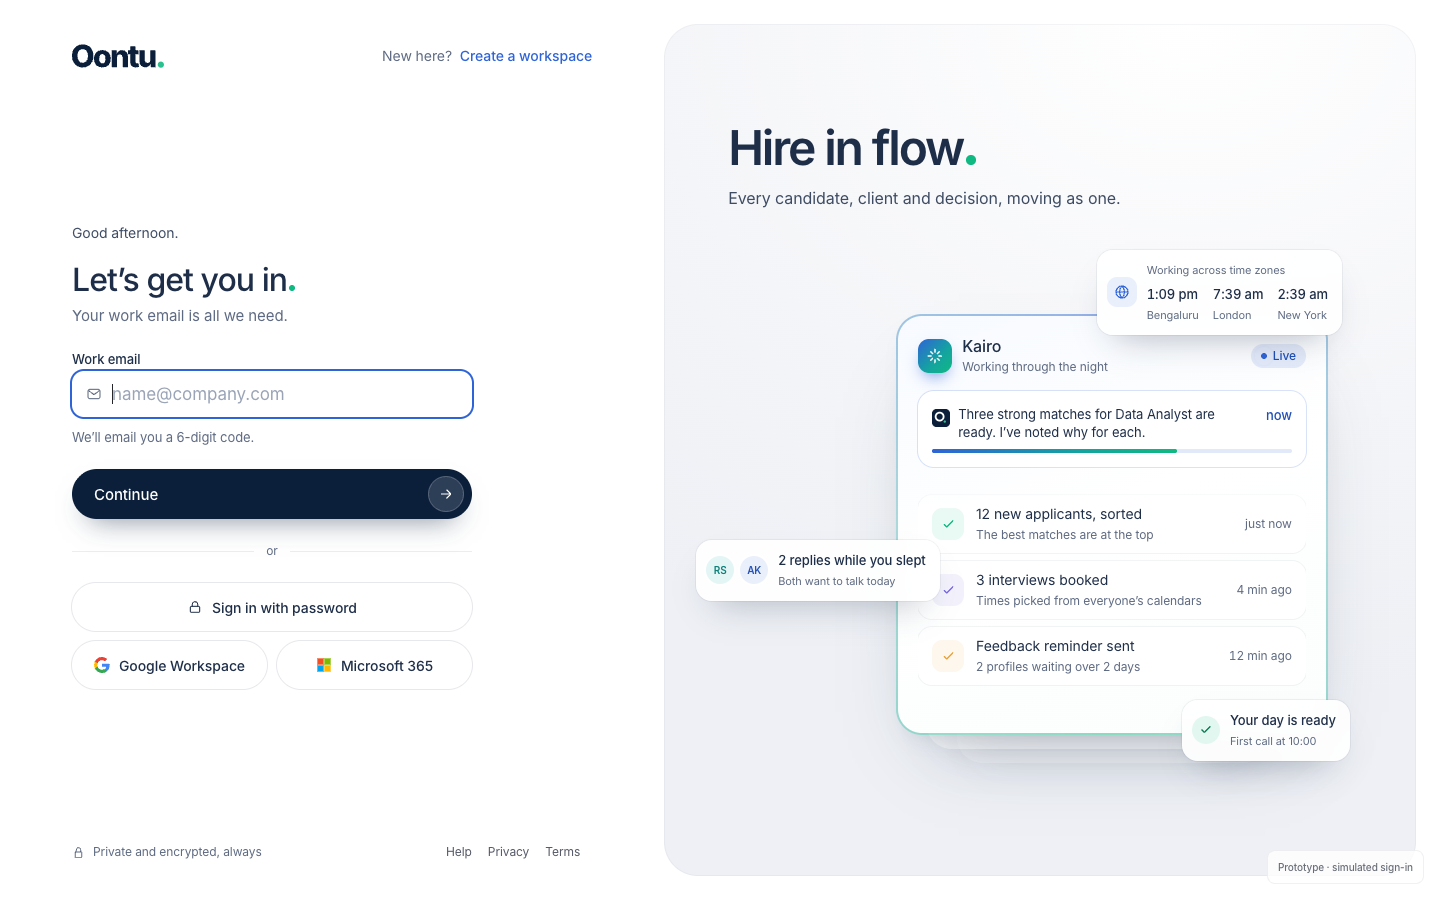 Oontu.
New here? Create a workspace
Good afternoon.
Let’s get you in.
Your work email is all we need.
Work email
name@company.com
We’ll email you a 6-digit code.
Continue
or
Sign in with password
Google Workspace
Microsoft 365
Private and encrypted, always
Help Privacy Terms
Hire in flow.
Every candidate, client and decision, moving as one.
Working across time zones
1:09 pm 7:39 am 2:39 am
Bengaluru London New York
Kairo
Working through the night
Live
Three strong matches for Data Analyst are
ready. I’ve noted why for each.
now
12 new applicants, sorted
The best matches are at the top
just now
RS AK
2 replies while you slept
Both want to talk today
3 interviews booked
Times picked from everyone’s calendars
4 min ago
Feedback reminder sent
2 profiles waiting over 2 days
12 min ago
Your day is ready
First call at 10:00
Prototype · simulated sign-in